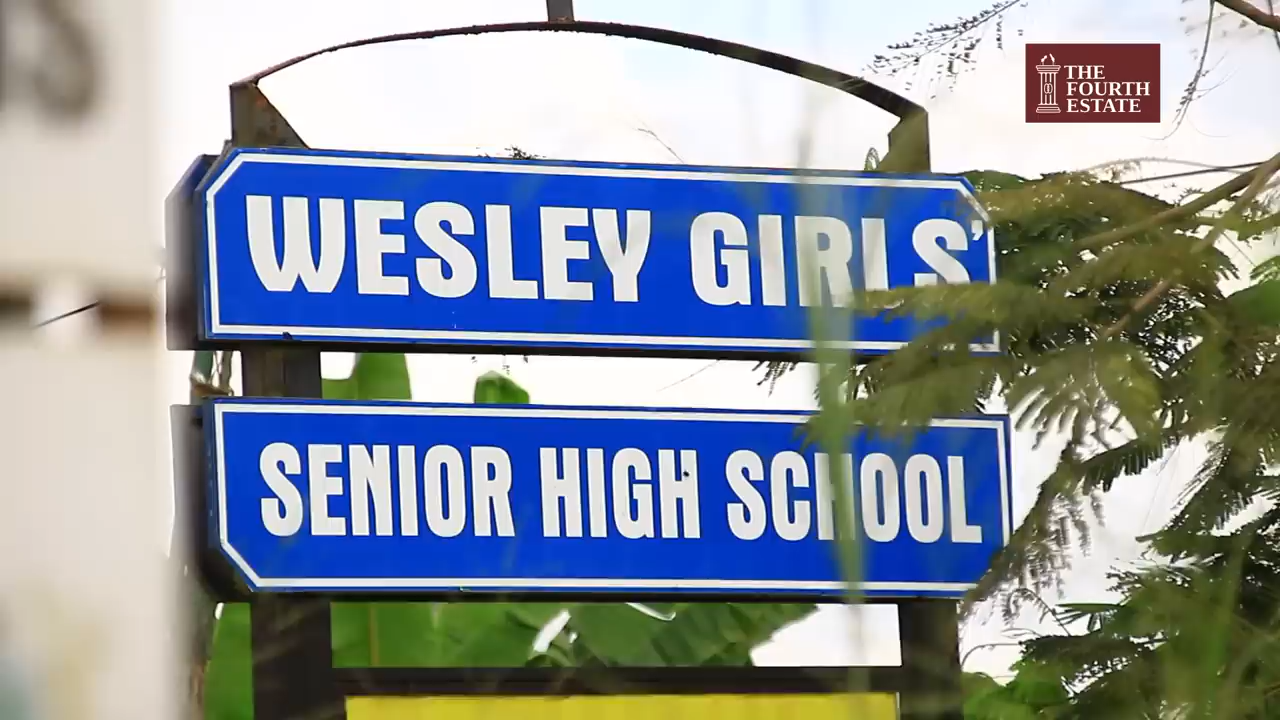 THE
FOURTH
ESTATE
WESLEY GIRLS'
SENIOR HIGH SCHOOL